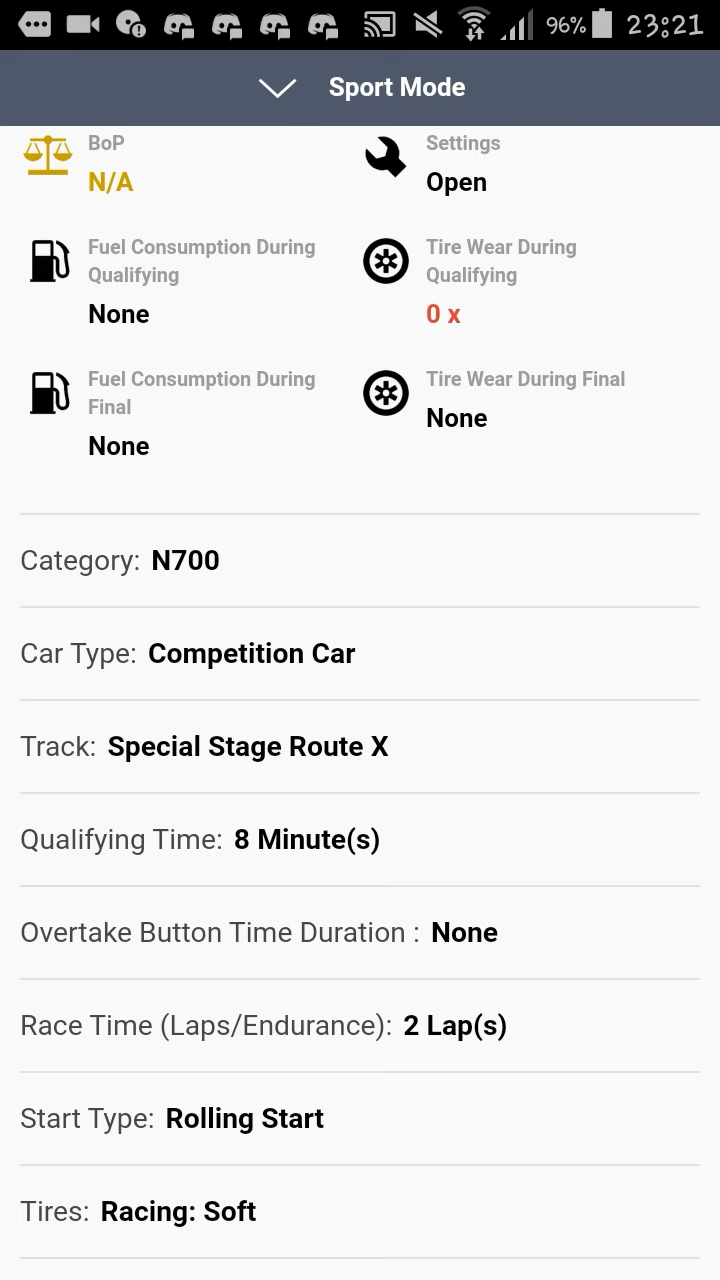 96% 23:21
Sport Mode
BoP
N/A
Settings
Open
Fuel Consumption During
Qualifying
None
Tire Wear During
Qualifying
0 x
Fuel Consumption During
Final
None
Tire Wear During Final
None
Category: N700
Car Type: Competition Car
Track: Special Stage Route X
Qualifying Time: 8 Minute(s)
Overtake Button Time Duration : None
Race Time (Laps/Endurance): 2 Lap(s)
Start Type: Rolling Start
Tires: Racing: Soft